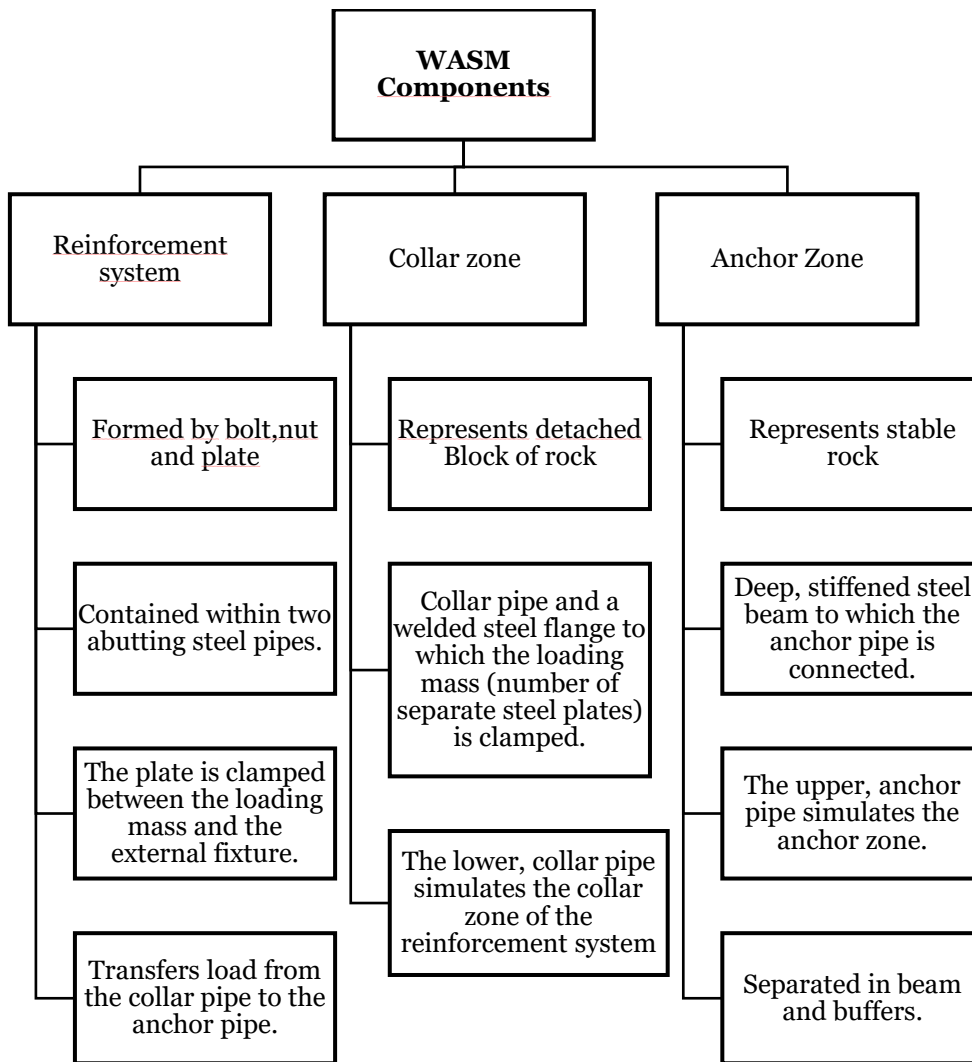 WASM
Components
Reinforcement
system
Collar zone
Anchor Zone
Formed by bolt,nut
and plate
Represents detached
Block of rock
Represents stable
rock
Contained within two
abutting steel pipes.
Collar pipe and a
welded steel flange to
which the loading
mass (number of
separate steel plates)
is clamped.
Deep, stiffened steel
beam to which the
anchor pipe is
connected.
The plate is clamped
between the loading
mass and the
external fixture.
The lower, collar pipe
simulates the collar
zone of the
reinforcement system
The upper, anchor
pipe simulates the
anchor zone.
Transfers load from
the collar pipe to the
anchor pipe.
Separated in beam
and buffers.